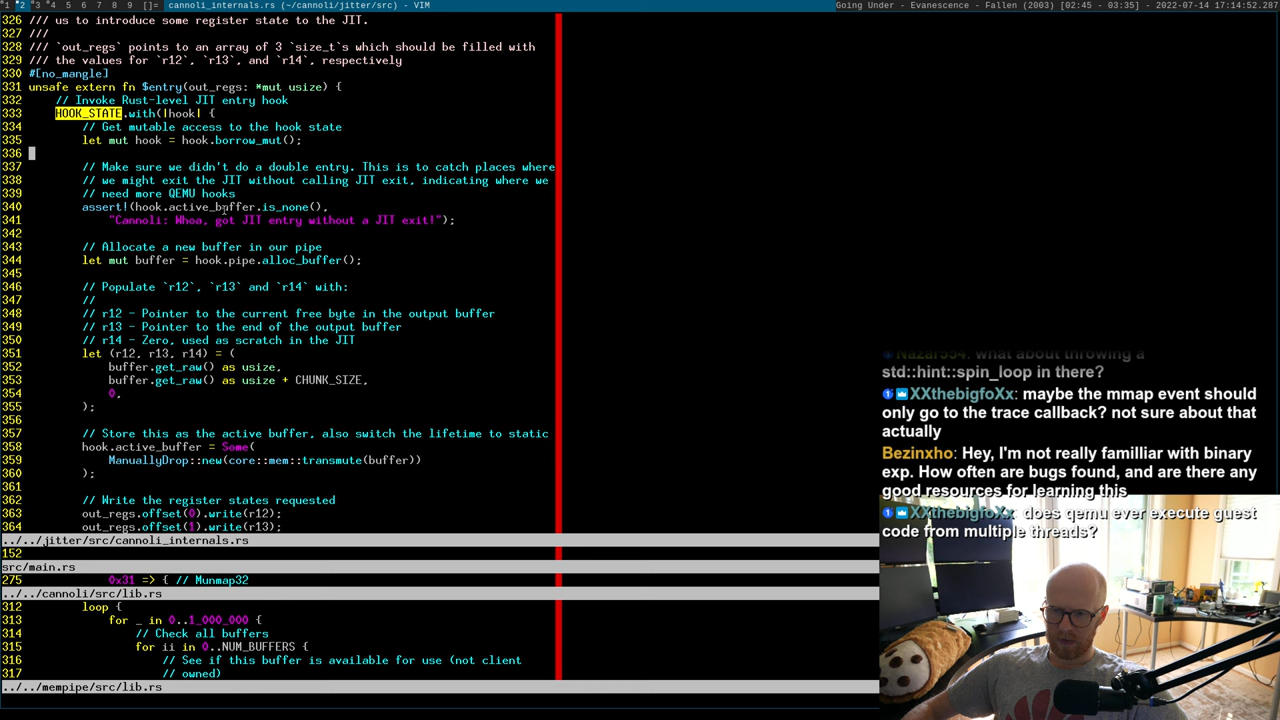 1 2 3 4 5 6 7 8 9 []= cannoli_internals.rs (~/cannoli/jitter/src) - VIM
Going Under - Evanescence - Fallen (2003) [02:45 - 03:35] - 2022-07-14 17:14:52.287
326 /// us to introduce some register state to the JIT.
327 ///
328 /// `out_regs` points to an array of 3 `size_t`s which should be filled with
329 /// the values for `r12`, `r13`, and `r14`, respectively
330 #[no_mangle]
331 unsafe extern fn $entry(out_regs: *mut usize) {
332 // Invoke Rust-level JIT entry hook
333 HOOK_STATE.with(|hook| {
334 // Get mutable access to the hook state
335 let mut hook = hook.borrow_mut();
336
337 // Make sure we didn't do a double entry. This is to catch places where
338 // we might exit the JIT without calling JIT exit, indicating where we
339 // need more QEMU hooks
340 assert!(hook.active_buffer.is_none(),
341 "Cannoli: Whoa, got JIT entry without a JIT exit!");
342
343 // Allocate a new buffer in our pipe
344 let mut buffer = hook.pipe.alloc_buffer();
345
346 // Populate `r12`, `r13` and `r14` with:
347 //
348 // r12 - Pointer to the current free byte in the output buffer
349 // r13 - Pointer to the end of the output buffer
350 // r14 - Zero, used as scratch in the JIT
351 let (r12, r13, r14) = (
352 buffer.get_raw() as usize,
353 buffer.get_raw() as usize + CHUNK_SIZE,
354 0,
355 );
356
357 // Store this as the active buffer, also switch the lifetime to static
358 hook.active_buffer = Some(
359 ManuallyDrop::new(core::mem::transmute(buffer))
360 );
361
362 // Write the register states requested
363 out_regs.offset(0).write(r12);
364 out_regs.offset(1).write(r13);
../../jitter/src/cannoli_internals.rs
152
src/main.rs
275 0x31 => { // Munmap32
../../cannoli/src/lib.rs
312 loop {
313 for _ in 0..1_000_000 {
314 // Check all buffers
315 for ii in 0..NUM_BUFFERS {
316 // See if this buffer is available for use (not client
317 // owned)
../../mempipe/src/lib.rs
Nazar554: what about throwing a
std::hint::spin_loop in there?
XXthebigfoXx: maybe the mmap event should
only go to the trace callback? not sure about that
actually
Bezinxho: Hey, I'm not really familliar with binary
exp. How often are bugs found, and are there any
good resources for learning this
XXthebigfoXx: does qemu ever execute guest
code from multiple threads?